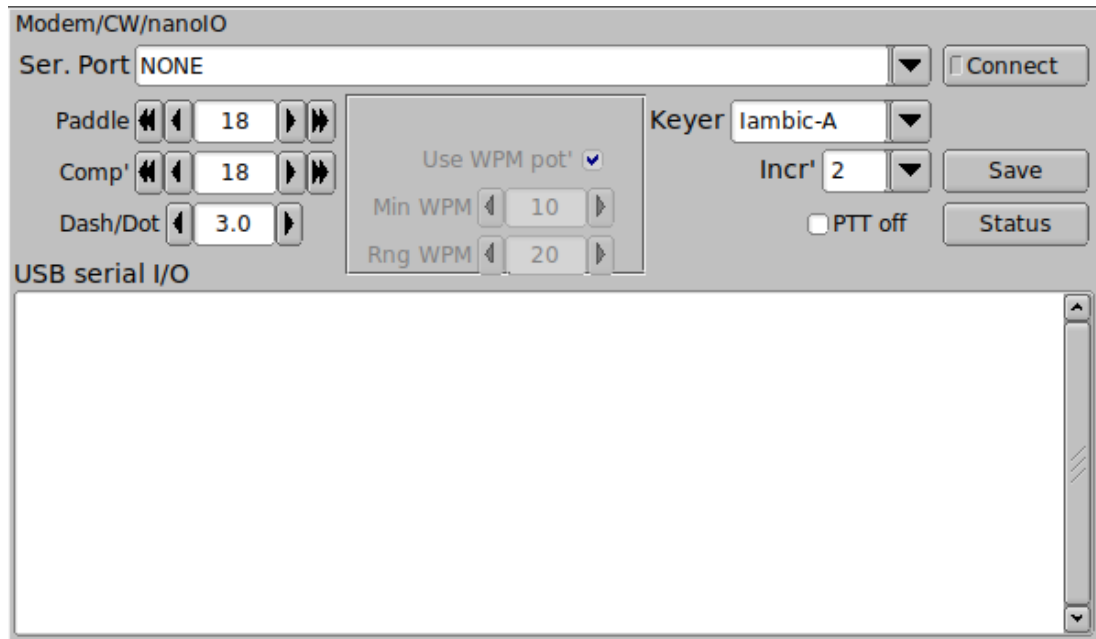 Modem/CW/nanoIO
Ser. Port NONE Connect
Paddle 18 Keyer Iambic-A
Use WPM pot'
Comp' 18 Incr' 2 Save
Min WPM 10
Dash/Dot 3.0 PTT off Status
Rng WPM 20
USB serial I/O